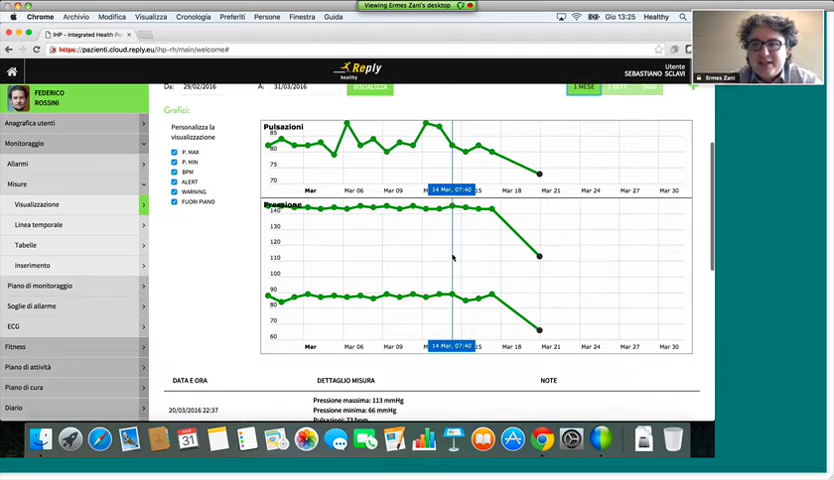 Viewing Ermes Zani's desktop
Chrome Archivio Modifica Visualizza Cronologia Preferiti Persone Finestra Guida Gio 13:25 Healthy
IHP - Integrated Health Po
https://pazienti.cloud.reply.eu/ihp-rh/main/welcome#
Ermes Zani
Reply
healthy
Utente
SEBASTIANO SCLAVI
FEDERICO
ROSSINI
Da: 29/02/2016 A: 31/03/2016 VISUALIZZA 1 MESE
Anagrafica utenti
Monitoraggio
Allarmi
Misure
Visualizzazione
Linea temporale
Tabelle
Inserimento
Piano di monitoraggio
Soglie di allarme
ECG
Fitness
Piano di attività
Piano di cura
Diario
Grafici:
Personalizza la
visualizzazione
P. MAX
P. MIN
BPM
ALERT
WARNING
FUORI PIANO
Pulsazioni
85
80
75
70
Mar Mar 06 Mar 09 14 Mar, 07:40 15 Mar 18 Mar 21 Mar 24 Mar 27 Mar 30
Pressione
140
130
120
110
100
90
80
60
Mar Mar 06 Mar 09 14 Mar, 07:40 15 Mar 18 Mar 21 Mar 24 Mar 27 Mar 30
DATA E ORA DETTAGLIO MISURA NOTE
20/03/2016 22:37
Pressione massima: 113 mmHg
Pressione minima: 66 mmHg
Pulsazioni: 73 bpm
31